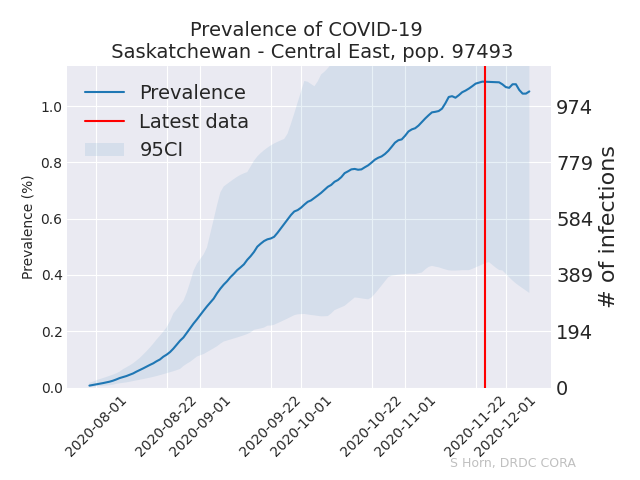 Prevalence of COVID-19
Saskatchewan - Central East, pop. 97493
Prevalence
Latest data
95CI
Prevalence (%)
1.0
0.8
0.6
0.4
0.2
0.0
974
779
584
389
194
0
# of infections
2020-08-01
2020-08-22
2020-09-01
2020-09-22
2020-10-01
2020-10-22
2020-11-01
2020-11-22
2020-12-01
S Horn, DRDC CORA